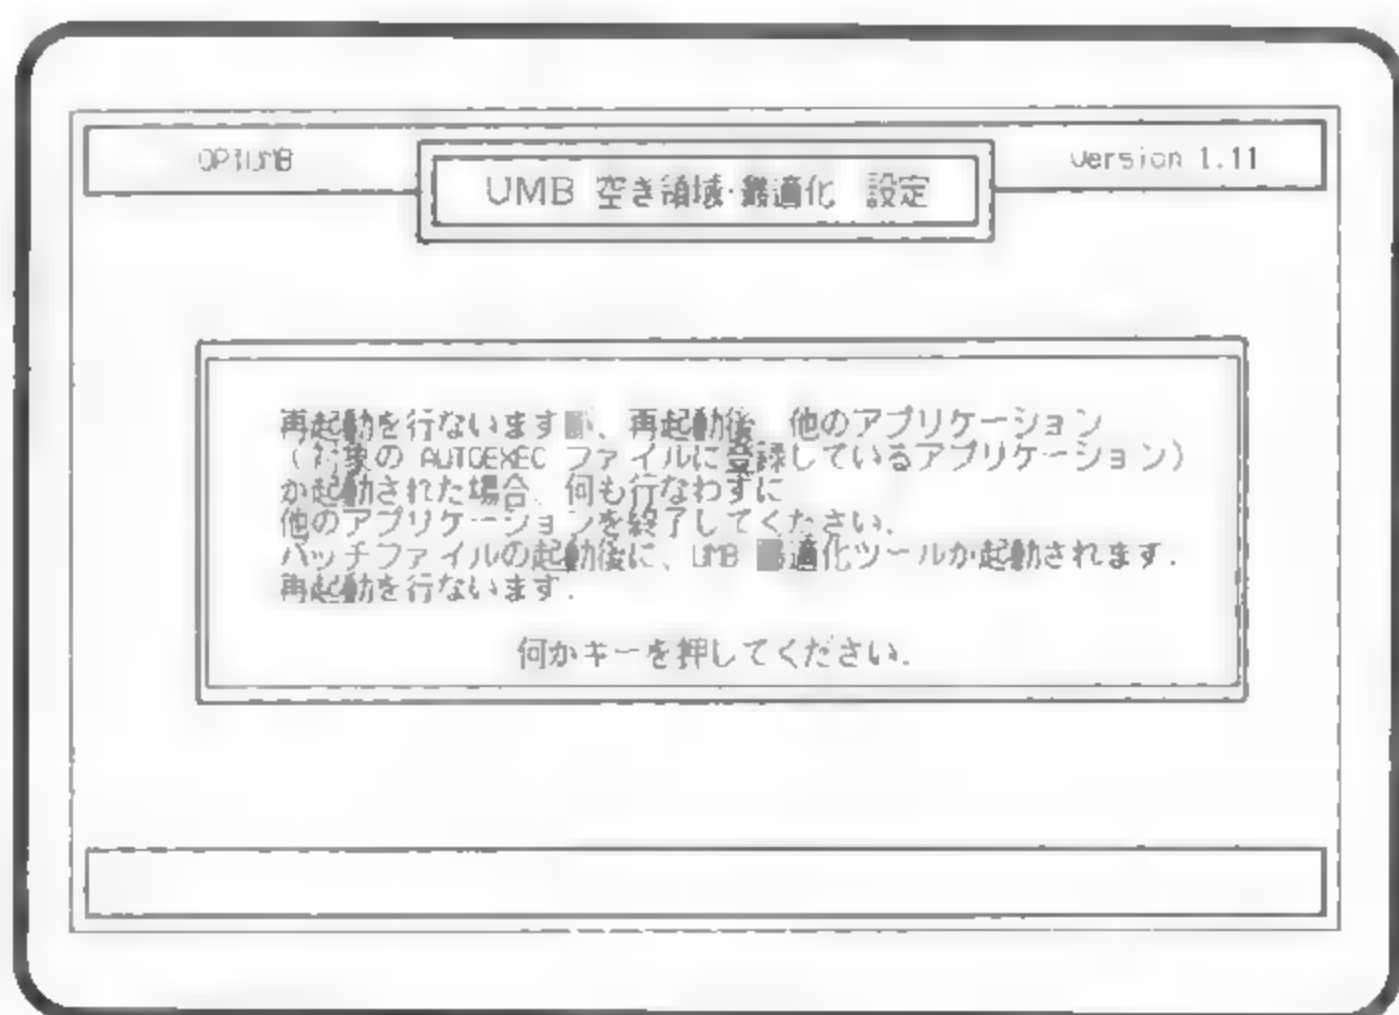 OPTUMB
UMB 空き領域・最適化 設定
Version 1.11
再起動を行ないますが、再起動後、他のアプリケーション
(対象の AUTOEXEC ファイルに登録しているアプリケーション)
が起動された場合、何も行なわずに
他のアプリケーションを終了してください.
バッチファイルの起動後に、UMB 最適化ツールが起動されます.
再起動を行ないます.
何かキーを押してください.